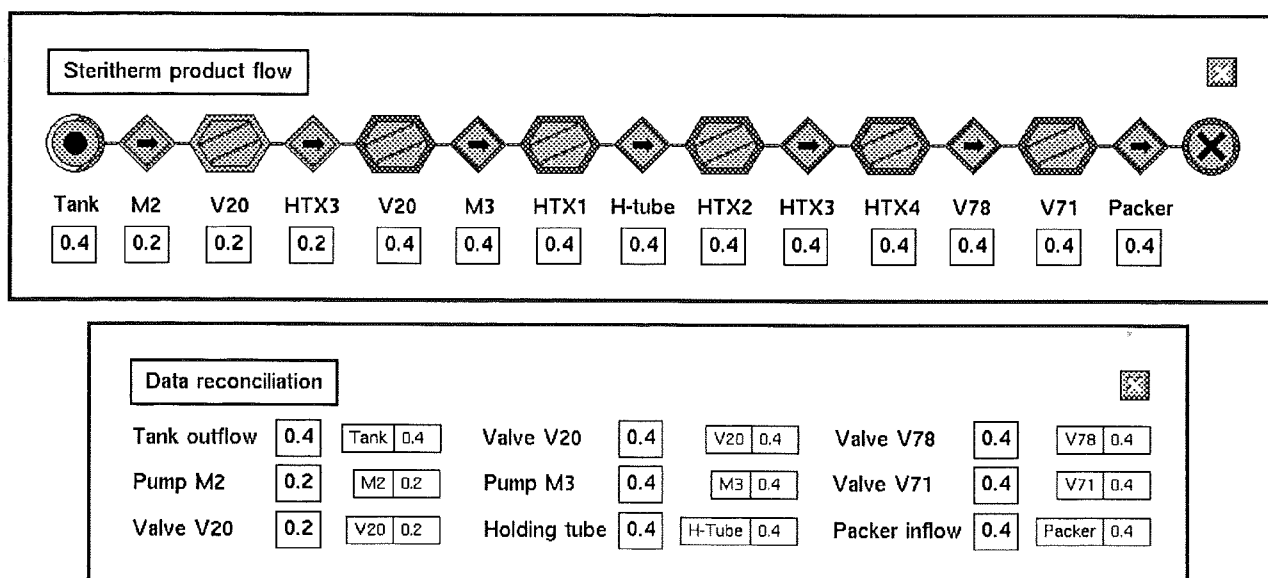 Steritherm product flow
Tank M2 V20 HTX3 V20 M3 HTX1 H-tube HTX2 HTX3 HTX4 V78 V71 Packer
0.4 0.2 0.2 0.2 0.4 0.4 0.4 0.4 0.4 0.4 0.4 0.4 0.4 0.4
Data reconciliation
Tank outflow 0.4 Tank 0.4 Valve V20 0.4 V20 0.4 Valve V78 0.4 V78 0.4
Pump M2 0.2 M2 0.2 Pump M3 0.4 M3 0.4 Valve V71 0.4 V71 0.4
Valve V20 0.2 V20 0.2 Holding tube 0.4 H-Tube 0.4 Packer inflow 0.4 Packer 0.4